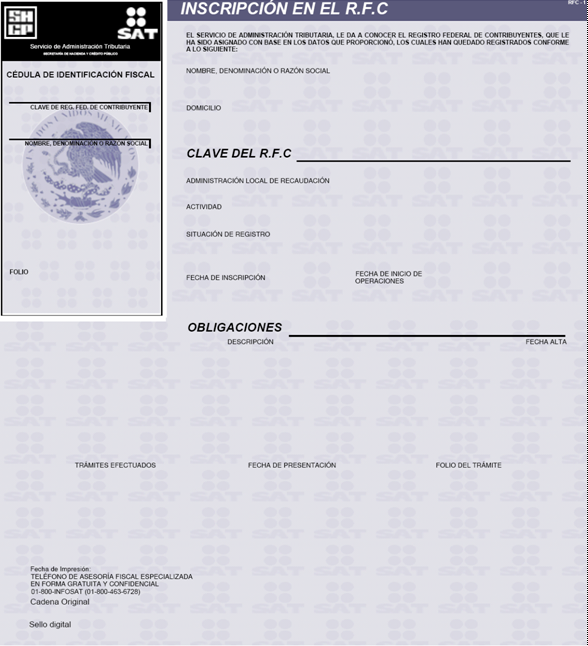 SHCP
SAT
Servicio de Administración Tributaria
SECRETARÍA DE HACIENDA Y CRÉDITO PÚBLICO
CÉDULA DE IDENTIFICACIÓN FISCAL
CLAVE DE REG. FED. DE CONTRIBUYENTE
NOMBRE, DENOMINACIÓN O RAZÓN SOCIAL
FOLIO
INSCRIPCIÓN EN EL R.F.C
RFC - 1
EL SERVICIO DE ADMINISTRACIÓN TRIBUTARIA, LE DA A CONOCER EL REGISTRO FEDERAL DE CONTRIBUYENTES, QUE LE
HA SIDO ASIGNADO CON BASE EN LOS DATOS QUE PROPORCIONÓ, LOS CUALES HAN QUEDADO REGISTRADOS CONFORME
A LO SIGUIENTE:
NOMBRE, DENOMINACIÓN O RAZÓN SOCIAL
DOMICILIO
CLAVE DEL R.F.C
ADMINISTRACIÓN LOCAL DE RECAUDACIÓN
ACTIVIDAD
SITUACIÓN DE REGISTRO
FECHA DE INSCRIPCIÓN
FECHA DE INICIO DE
OPERACIONES
OBLIGACIONES
DESCRIPCIÓN FECHA ALTA
TRÁMITES EFECTUADOS FECHA DE PRESENTACIÓN FOLIO DEL TRÁMITE
Fecha de Impresión:
TELÉFONO DE ASESORÍA FISCAL ESPECIALIZADA
EN FORMA GRATUITA Y CONFIDENCIAL
01-800-INFOSAT (01-800-463-6728)
Cadena Original
Sello digital